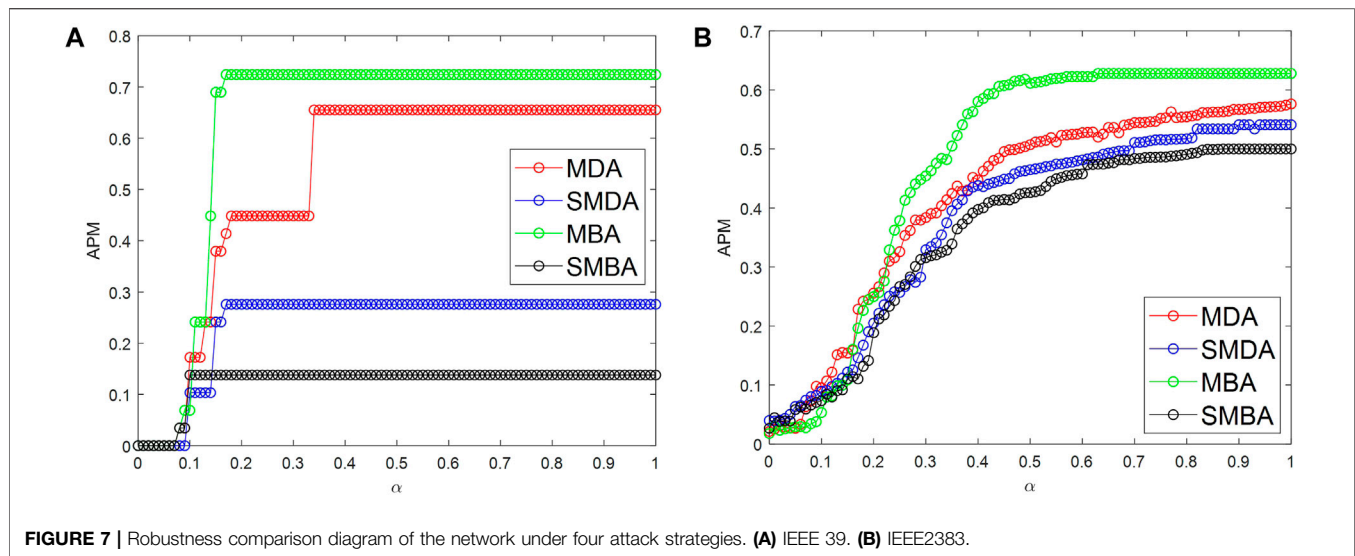 A
0.8
0.7
0.6
0.5
0.4
0.3
0.2
0.1
0
APM
0 0.1 0.2 0.3 0.4 0.5 0.6 0.7 0.8 0.9 1
α
MDA
SMDA
MBA
SMBA
B
0.7
0.6
0.5
0.4
0.3
0.2
0.1
0
APM
0 0.1 0.2 0.3 0.4 0.5 0.6 0.7 0.8 0.9 1
α
MDA
SMDA
MBA
SMBA
FIGURE 7 | Robustness comparison diagram of the network under four attack strategies. (A) IEEE 39. (B) IEEE2383.